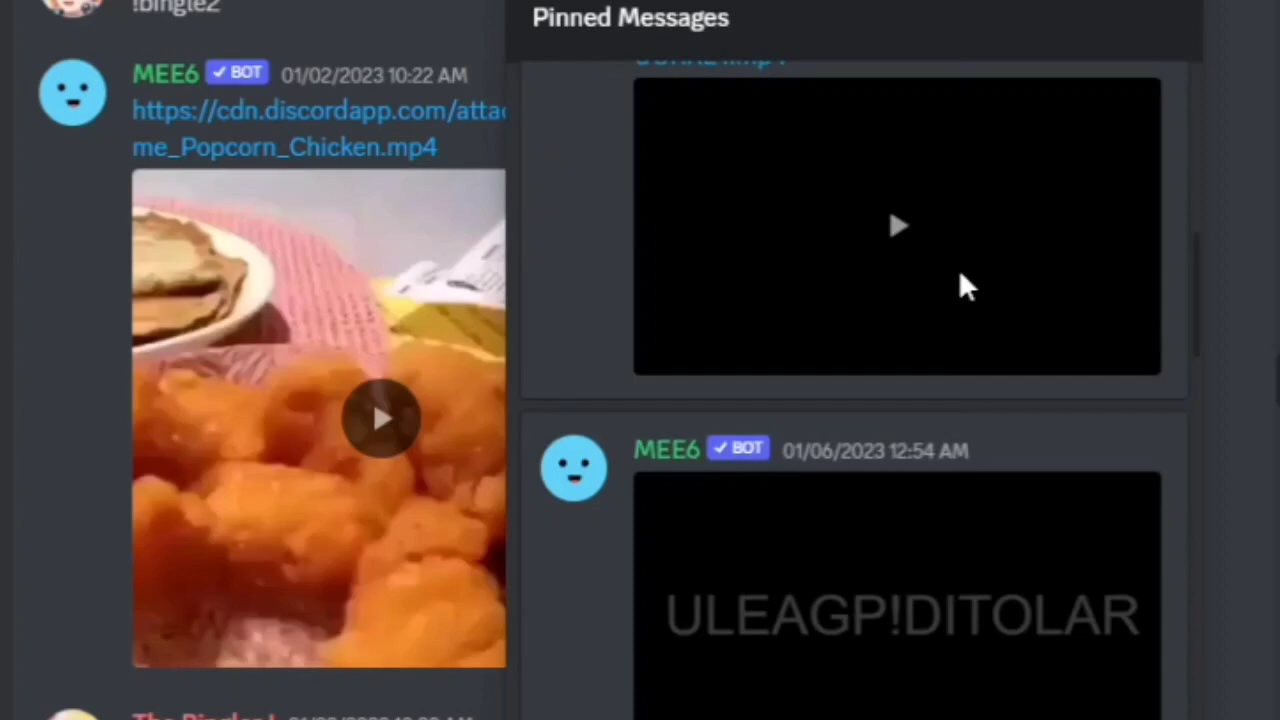 !bingle2
MEE6 ✓ BOT 01/02/2023 10:22 AM
https://cdn.discordapp.com/attac
me_Popcorn_Chicken.mp4
Pinned Messages
MEE6 ✓ BOT 01/06/2023 12:54 AM
ULEAGP!DITOLAR